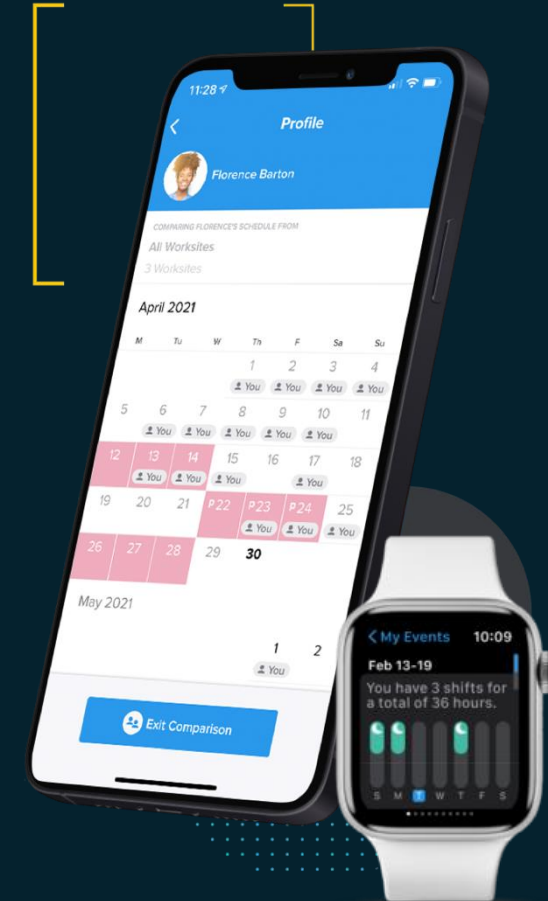 11:28
Profile
Florence Barton
COMPARING FLORENCE'S SCHEDULE FROM
All Worksites
3 Worksites
April 2021
M Tu W Th F Sa Su
1 2 3 4
You You You You
5 6 7 8 9 10 11
You You You You You
12 13 14 15 16 17 18
You You You You
19 20 21 P22 P23 P24 25
You You You
26 27 28 29 30
May 2021
1 2
You
Exit Comparison
My Events 10:09
Feb 13-19
You have 3 shifts for
a total of 36 hours.
S M T W T F S